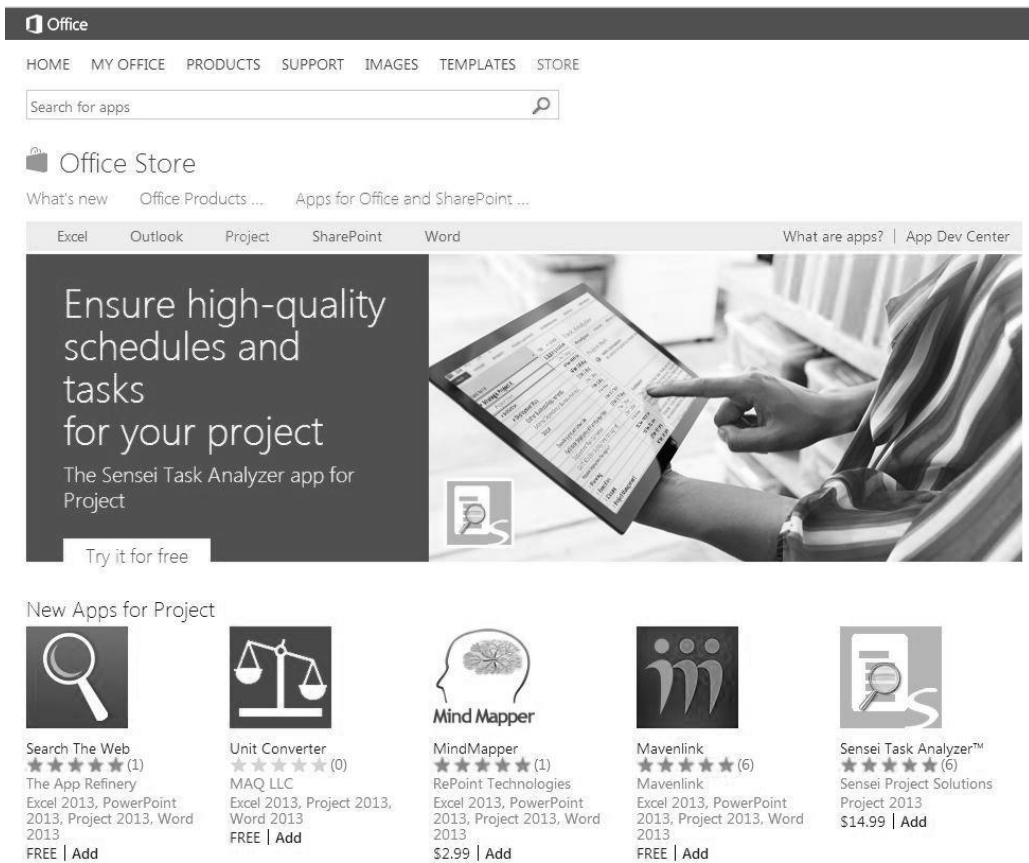 Office
HOME MY OFFICE PRODUCTS SUPPORT IMAGES TEMPLATES STORE
Search for apps
Office Store
What's new Office Products ... Apps for Office and SharePoint ...
Excel Outlook Project SharePoint Word What are apps? | App Dev Center
Ensure high-quality
schedules and
tasks
for your project
The Sensei Task Analyzer app for
Project
Try it for free
New Apps for Project
Mind Mapper
Search The Web
(1)
The App Refinery
Excel 2013, PowerPoint
2013, Project 2013, Word
2013
FREE | Add
Unit Converter
(0)
MAQ LLC
Excel 2013, Project 2013,
Word 2013
FREE | Add
MindMapper
(1)
RePoint Technologies
Excel 2013, PowerPoint
2013, Project 2013, Word
2013
$2.99 | Add
Mavenlink
(6)
Mavenlink
Excel 2013, PowerPoint
2013, Project 2013, Word
2013
FREE | Add
S
Sensei Task Analyzer™
(6)
Sensei Project Solutions
Project 2013
$14.99 | Add